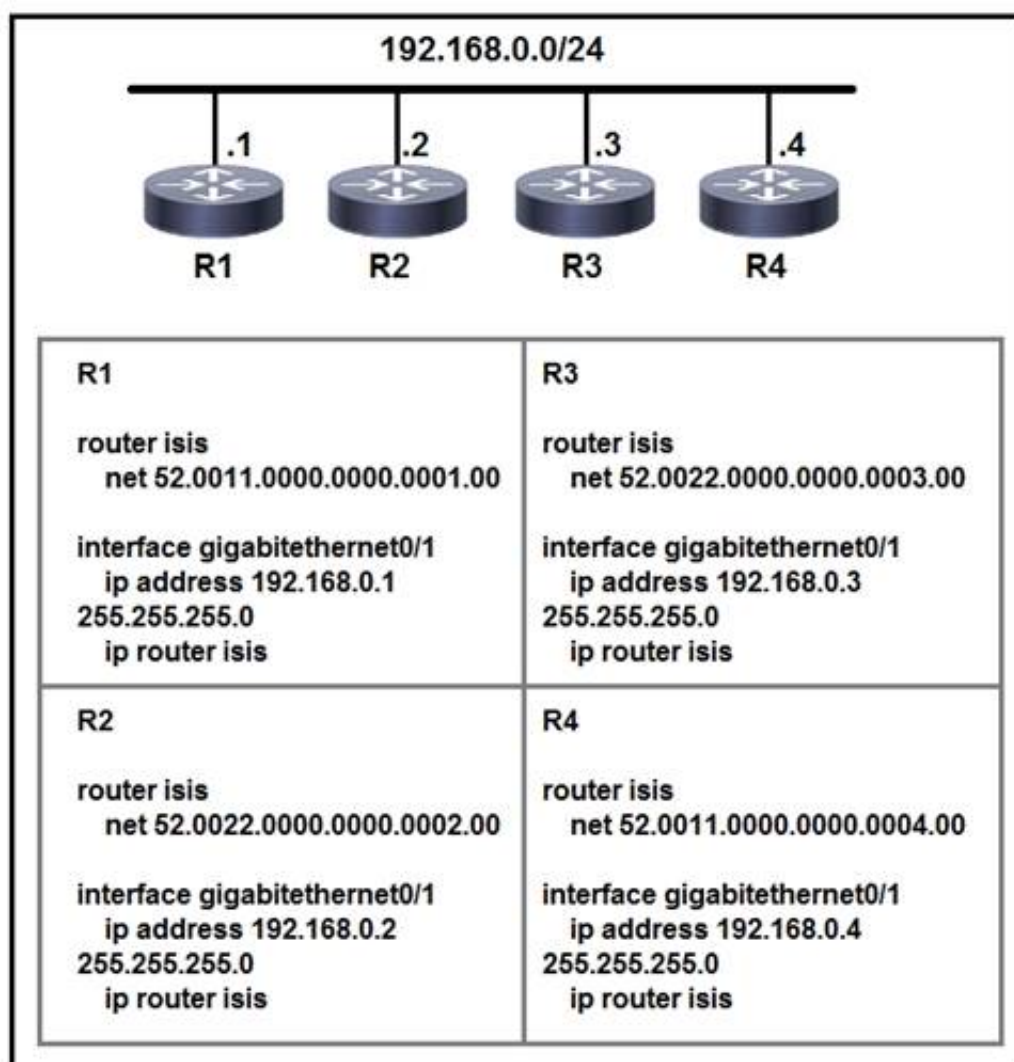 192.168.0.0/24
.1
.2
.3
.4
R1
R2
R3
R4
R1
router isis
net 52.0011.0000.0000.0001.00
interface gigabitethernet0/1
ip address 192.168.0.1
255.255.255.0
ip router isis
R3
router isis
net 52.0022.0000.0000.0003.00
interface gigabitethernet0/1
ip address 192.168.0.3
255.255.255.0
ip router isis
R2
router isis
net 52.0022.0000.0000.0002.00
interface gigabitethernet0/1
ip address 192.168.0.2
255.255.255.0
ip router isis
R4
router isis
net 52.0011.0000.0000.0004.00
interface gigabitethernet0/1
ip address 192.168.0.4
255.255.255.0
ip router isis